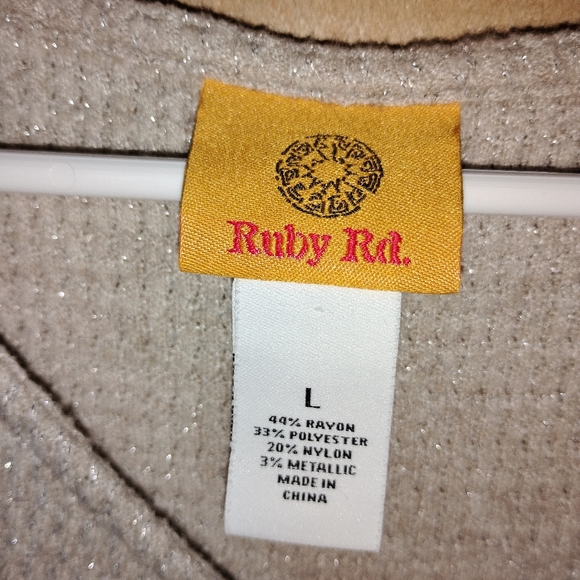 Ruby Rd.
L
44% RAYON
33% POLYESTER
20% NYLON
3% METALLIC
MADE IN
CHINA